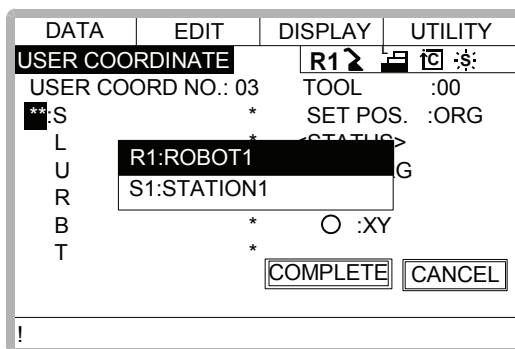 DATA EDIT DISPLAY UTILITY
USER COORDINATE R1 C S
USER COORD NO.: 03 TOOL :00
**:S * SET POS. :ORG
L * <STATUS>
R1:ROBOT1
U G
S1:STATION1
R
B * :XY
T *
COMPLETE CANCEL
!